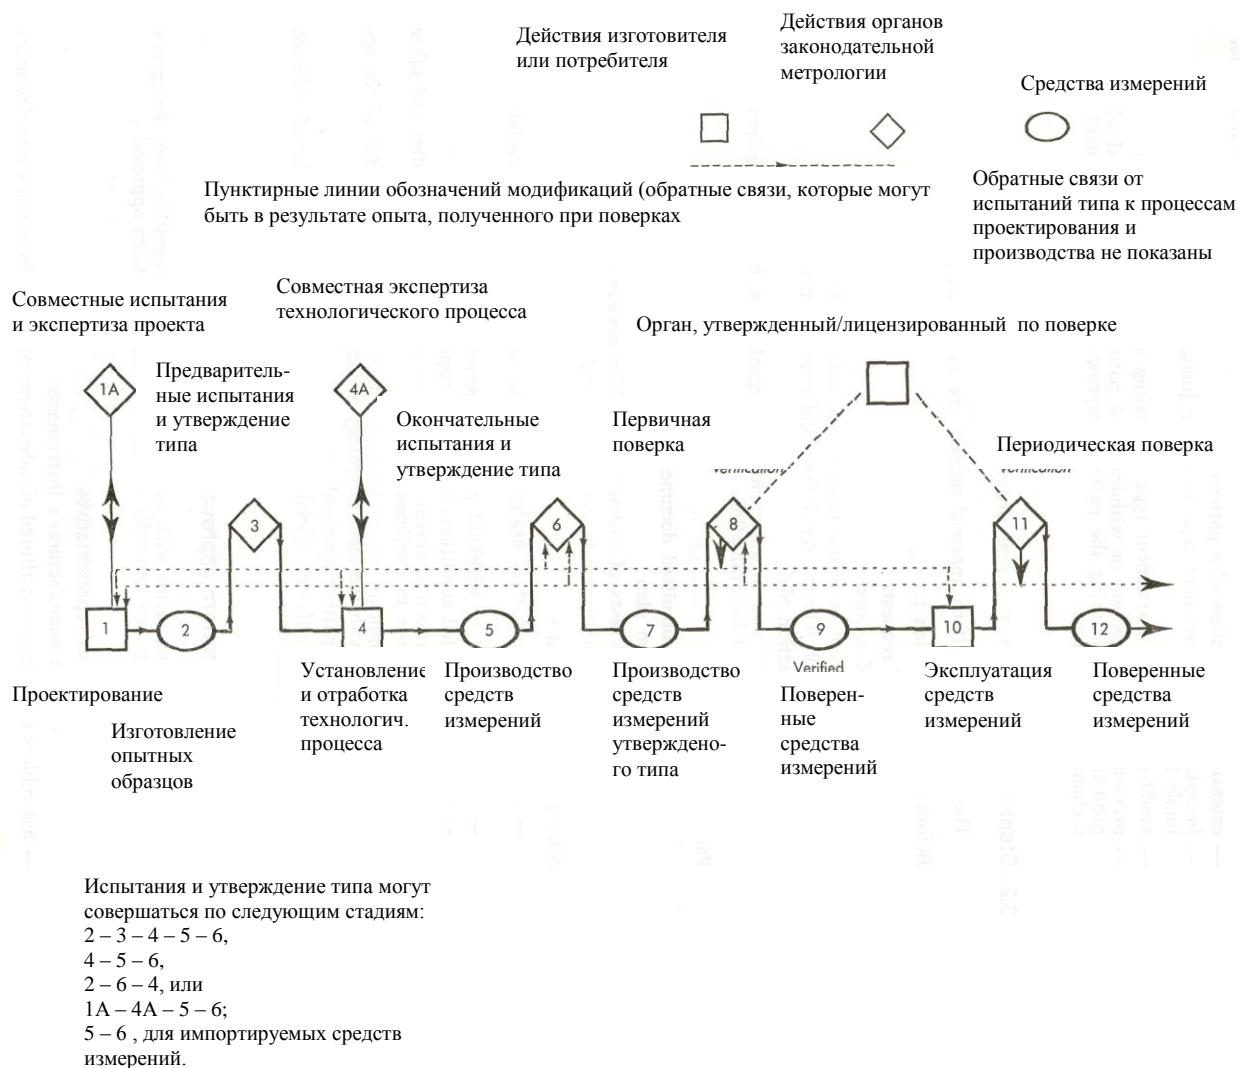 Действия изготовителя
или потребителя
Действия органов
законодательной
метрологии
Средства измерений
Пунктирные линии обозначений модификаций (обратные связи, которые могут
быть в результате опыта, полученного при поверках
Обратные связи от
испытаний типа к процессам
проектирования и
производства не показаны
Совместные испытания
и экспертиза проекта
Совместная экспертиза
технологического процесса
Орган, утвержденный/лицензированный по поверке
1A
Предваритель-
ные испытания
и утверждение
типа
4A
Окончательные
испытания и
утверждение типа
Первичная
поверка
Периодическая поверка
3
6
8
11
1
2
4
5
7
9
10
12
Verified
Проектирование
Изготовление
опытных
образцов
Установление
и отработка
технологич.
процесса
Производство
средств
измерений
Производство
средств
измерений
утвержденo-
го типа
Поверен-
ные
средства
измерений
Эксплуатация
средств
измерений
Поверенные
средства
измерений
Испытания и утверждение типа могут
совершаться по следующим стадиям:
2 – 3 – 4 – 5 – 6,
4 – 5 – 6,
2 – 6 – 4, или
1A – 4A – 5 – 6;
5 – 6 , для импортируемых средств
измерений.